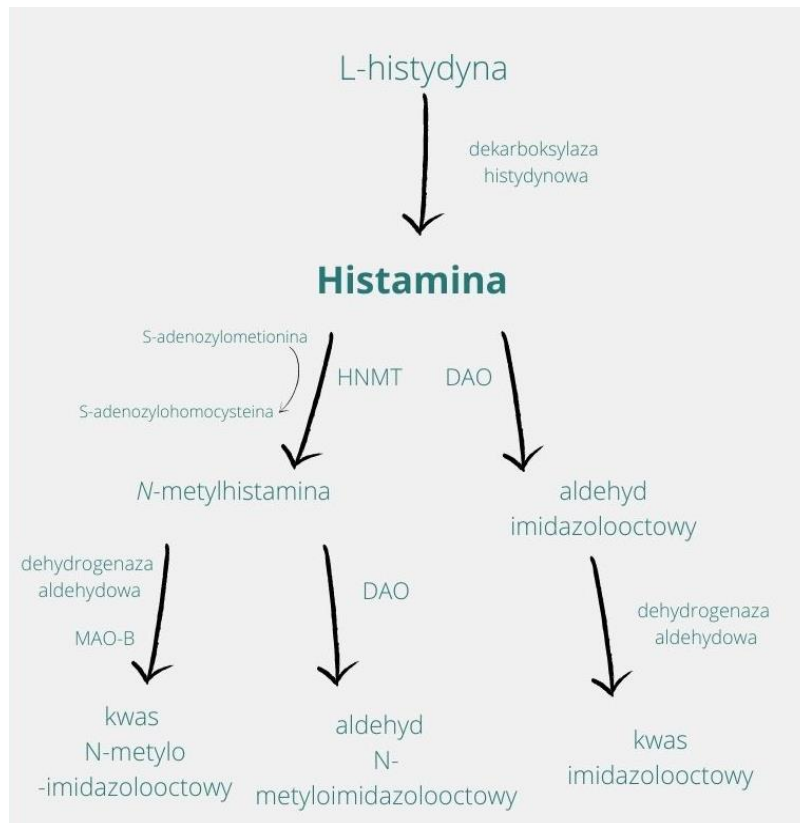 L-histydyna
dekarboksylaza
histydynowa
Histamina
S-adenozylometionina
HNMT
DAO
S-adenozylohomocysteina
N-metylhistamina
aldehyd
imidazolooctowy
dehydrogenaza
aldehydowa
MAO-B
DAO
dehydrogenaza
aldehydowa
kwas
N-metylo
-imidazolooctowy
aldehyd
N-
metyloimidazolooctowy
kwas
imidazolooctowy